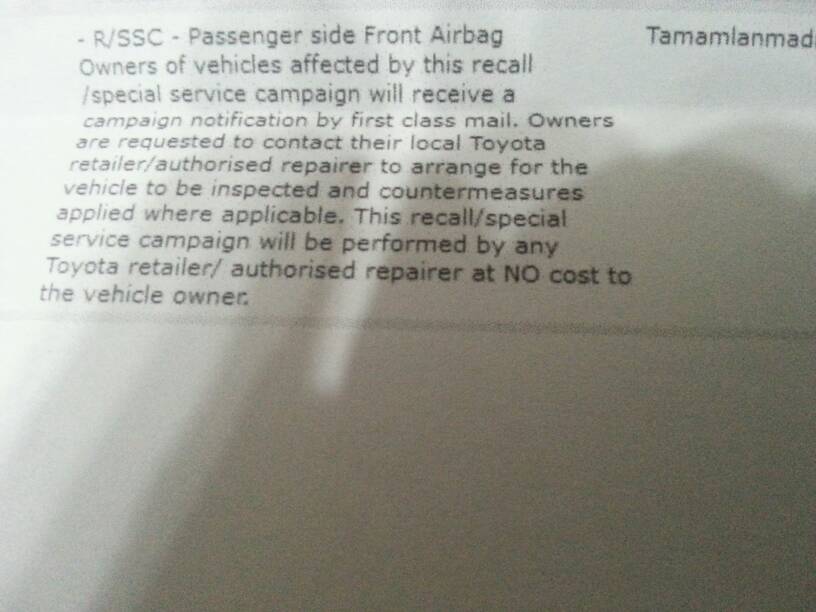 - R/SSC - Passenger side Front Airbag Tamamlanmadı
Owners of vehicles affected by this recall
/special service campaign will receive a
campaign notification by first class mail. Owners
are requested to contact their local Toyota
retailer/authorised repairer to arrange for the
vehicle to be inspected and countermeasures
applied where applicable. This recall/special
service campaign will be performed by any
Toyota retailer/ authorised repairer at NO cost to
the vehicle owner.